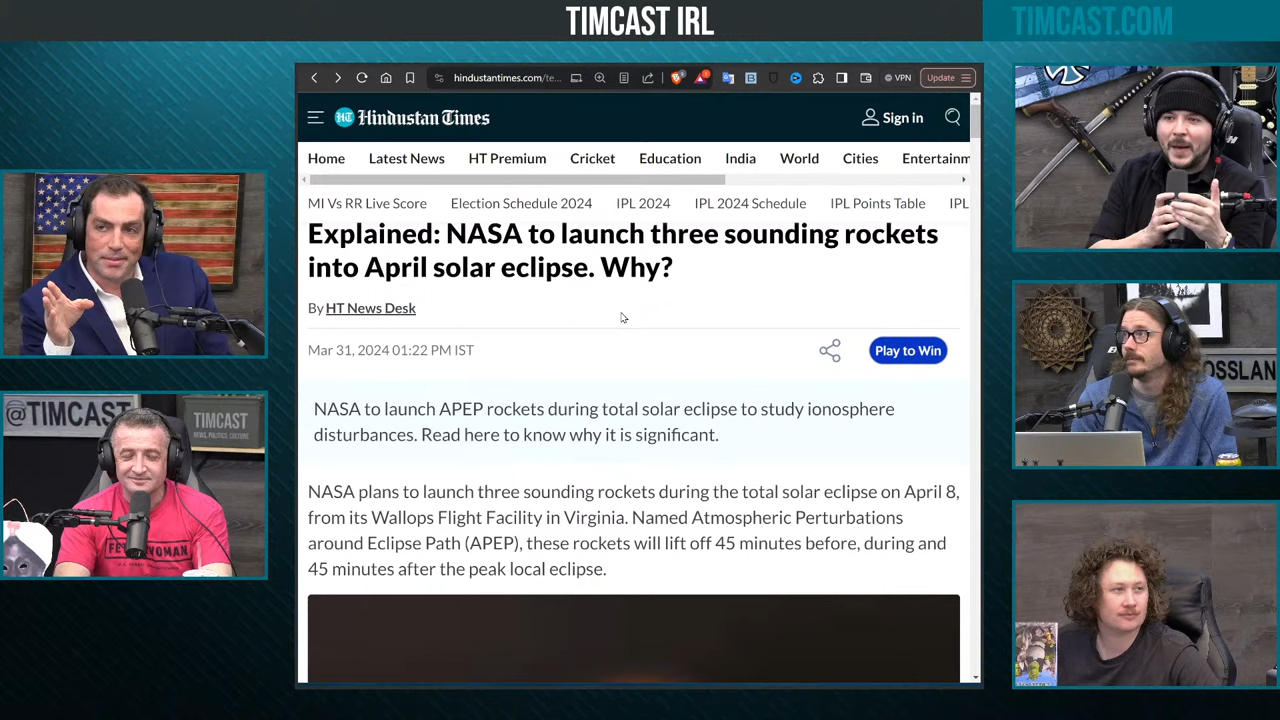 TIMCAST IRL
TIMCAST.COM
hindustantimes.com/te...
VPN
Update
HT Hindustan Times
Sign in
Home Latest News HT Premium Cricket Education India World Cities Entertainm
MI Vs RR Live Score Election Schedule 2024 IPL 2024 IPL 2024 Schedule IPL Points Table IPL
Explained: NASA to launch three sounding rockets
into April solar eclipse. Why?
By HT News Desk
Mar 31, 2024 01:22 PM IST
Play to Win
NASA to launch APEP rockets during total solar eclipse to study ionosphere
disturbances. Read here to know why it is significant.
NASA plans to launch three sounding rockets during the total solar eclipse on April 8,
from its Wallops Flight Facility in Virginia. Named Atmospheric Perturbations
around Eclipse Path (APEP), these rockets will lift off 45 minutes before, during and
45 minutes after the peak local eclipse.
@TIMCAST
TIMCAST
NEWS, POLITICS, CULTURE
OSSLAN